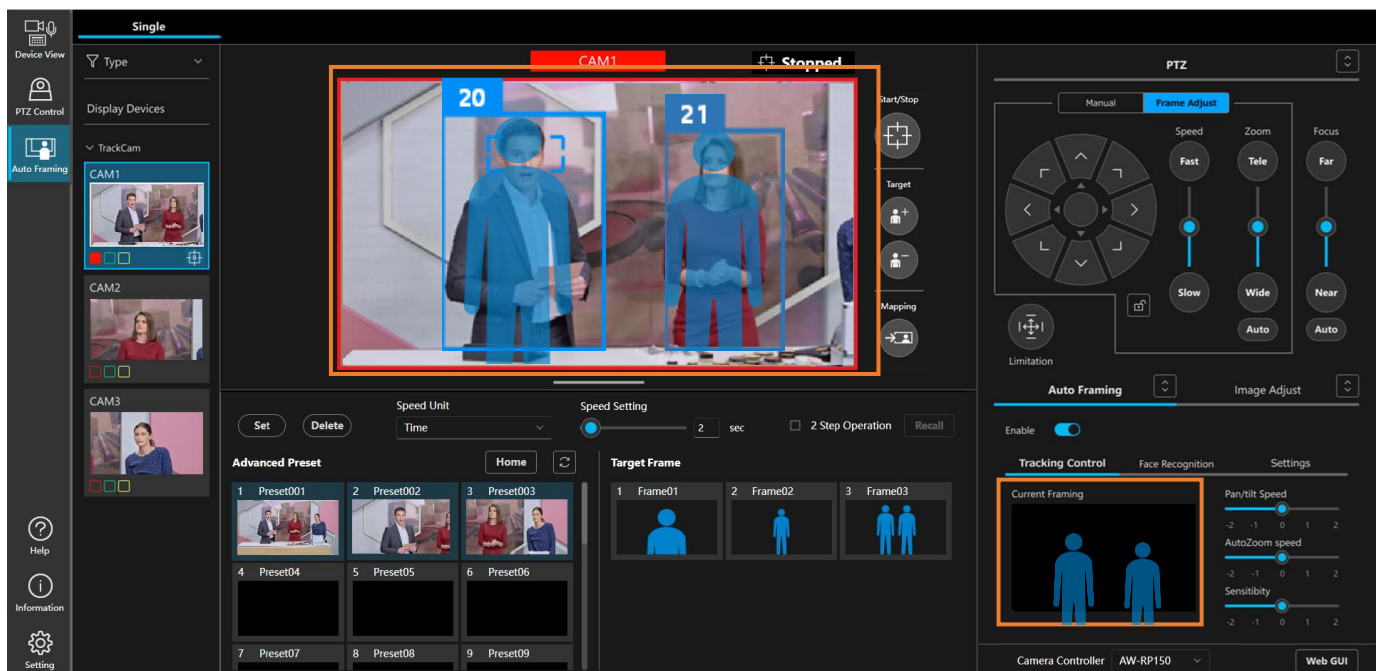 Single
Device View
PTZ Control
Auto Framing
Help
Information
Setting
Type
Display Devices
TrackCam
CAM1
CAM2
CAM3
CAM1
Stopped
20
21
Start/Stop
Target
Mapping
Set
Delete
Speed Unit
Time
Speed Setting
2 sec
2 Step Operation
Recall
Advanced Preset
Home
1 Preset001
2 Preset002
3 Preset003
4 Preset04
5 Preset05
6 Preset06
7 Preset07
8 Preset08
9 Preset09
Target Frame
1 Frame01
2 Frame02
3 Frame03
PTZ
Manual
Frame Adjust
Speed
Zoom
Focus
Fast
Tele
Far
Slow
Wide
Near
Auto
Auto
Limitation
Auto Framing
Image Adjust
Enable
Tracking Control
Face Recognition
Settings
Current Framing
Pan/tilt Speed
-2 -1 0 1 2
AutoZoom speed
-2 -1 0 1 2
Sensitibity
-2 -1 0 1 2
Camera Controller
AW-RP150
Web GUI